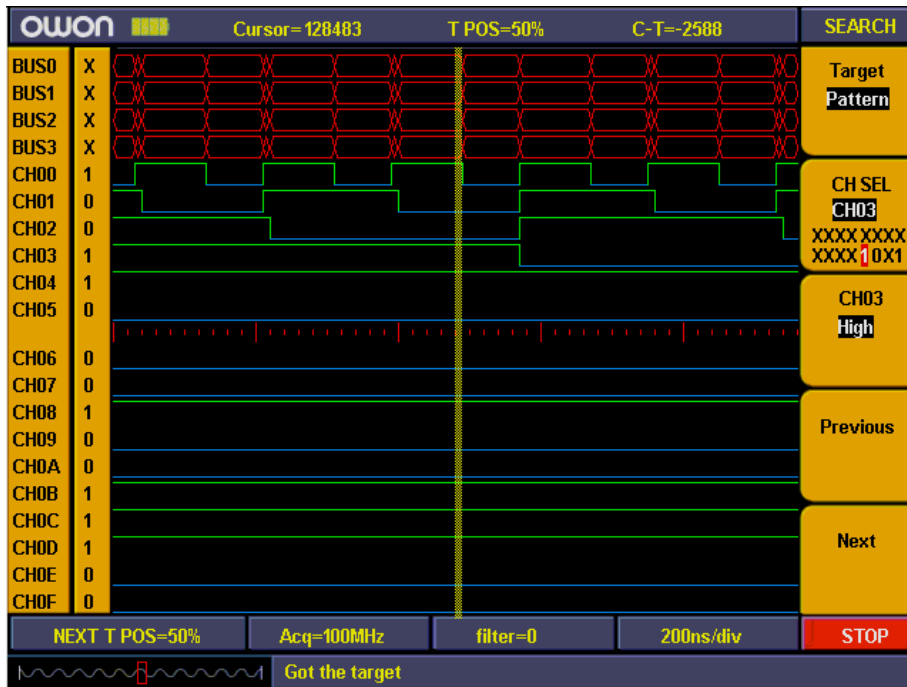 OWON Cursor=128483 T POS=50% C-T=-2588 SEARCH
BUS0 X
BUS1 X
BUS2 X
BUS3 X
CH00 1
CH01 0
CH02 0
CH03 1
CH04 1
CH05 0
CH06 0
CH07 0
CH08 1
CH09 0
CH0A 0
CH0B 1
CH0C 1
CH0D 1
CH0E 0
CH0F 0
Target
Pattern
CH SEL
CH03
XXXX XXXX
XXXX 1 0X1
CH03
High
Previous
Next
NEXT T POS=50% Acq=100MHz filter=0 200ns/div STOP
Got the target